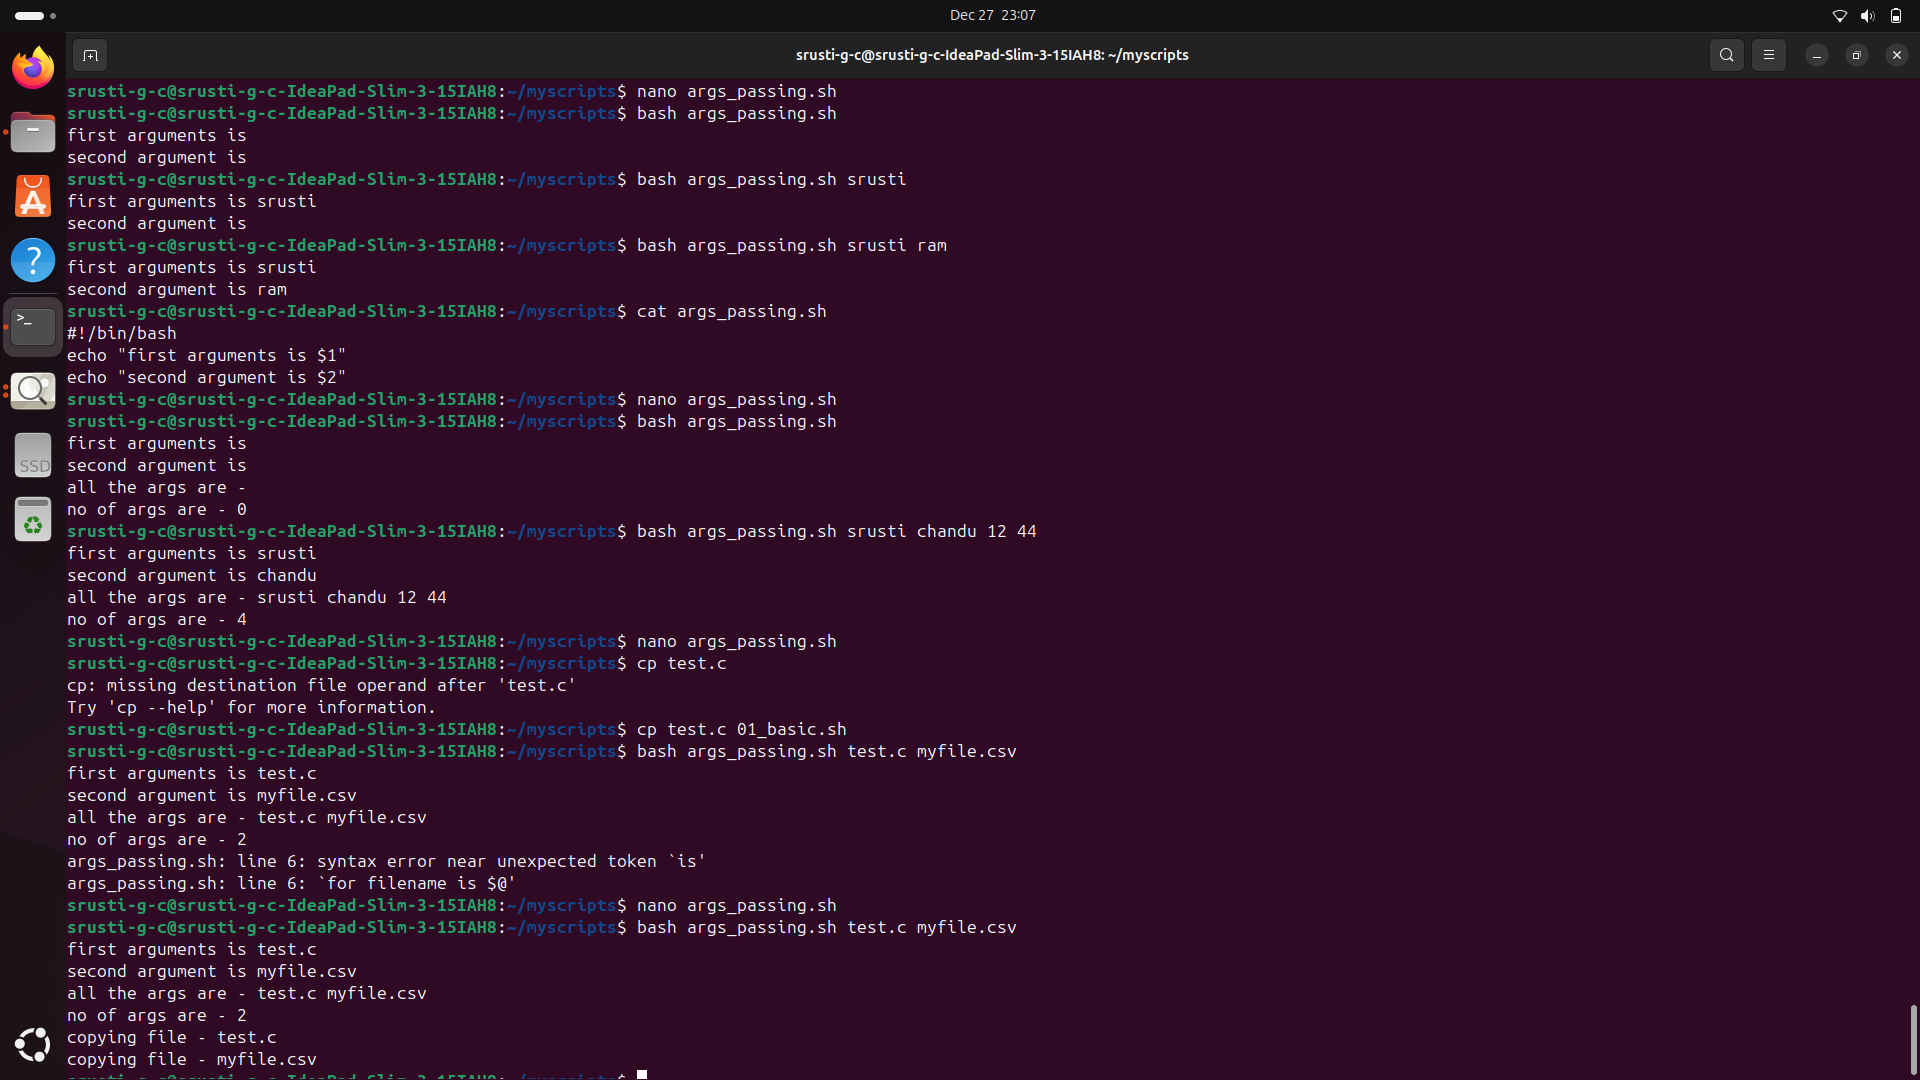 Dec 27 23:07
srusti-g-c@srusti-g-c-IdeaPad-Slim-3-15IAH8: ~/myscripts
srusti-g-c@srusti-g-c-IdeaPad-Slim-3-15IAH8:~/myscripts$ nano args_passing.sh
srusti-g-c@srusti-g-c-IdeaPad-Slim-3-15IAH8:~/myscripts$ bash args_passing.sh
first arguments is
second argument is
srusti-g-c@srusti-g-c-IdeaPad-Slim-3-15IAH8:~/myscripts$ bash args_passing.sh srusti
first arguments is srusti
second argument is
srusti-g-c@srusti-g-c-IdeaPad-Slim-3-15IAH8:~/myscripts$ bash args_passing.sh srusti ram
first arguments is srusti
second argument is ram
srusti-g-c@srusti-g-c-IdeaPad-Slim-3-15IAH8:~/myscripts$ cat args_passing.sh
#!/bin/bash
echo "first arguments is $1"
echo "second argument is $2"
srusti-g-c@srusti-g-c-IdeaPad-Slim-3-15IAH8:~/myscripts$ nano args_passing.sh
srusti-g-c@srusti-g-c-IdeaPad-Slim-3-15IAH8:~/myscripts$ bash args_passing.sh
first arguments is
second argument is
all the args are -
no of args are - 0
srusti-g-c@srusti-g-c-IdeaPad-Slim-3-15IAH8:~/myscripts$ bash args_passing.sh srusti chandu 12 44
first arguments is srusti
second argument is chandu
all the args are - srusti chandu 12 44
no of args are - 4
srusti-g-c@srusti-g-c-IdeaPad-Slim-3-15IAH8:~/myscripts$ nano args_passing.sh
srusti-g-c@srusti-g-c-IdeaPad-Slim-3-15IAH8:~/myscripts$ cp test.c
cp: missing destination file operand after 'test.c'
Try 'cp --help' for more information.
srusti-g-c@srusti-g-c-IdeaPad-Slim-3-15IAH8:~/myscripts$ cp test.c 01_basic.sh
srusti-g-c@srusti-g-c-IdeaPad-Slim-3-15IAH8:~/myscripts$ bash args_passing.sh test.c myfile.csv
first arguments is test.c
second argument is myfile.csv
all the args are - test.c myfile.csv
no of args are - 2
args_passing.sh: line 6: syntax error near unexpected token `is'
args_passing.sh: line 6: `for filename is $@'
srusti-g-c@srusti-g-c-IdeaPad-Slim-3-15IAH8:~/myscripts$ nano args_passing.sh
srusti-g-c@srusti-g-c-IdeaPad-Slim-3-15IAH8:~/myscripts$ bash args_passing.sh test.c myfile.csv
first arguments is test.c
second argument is myfile.csv
all the args are - test.c myfile.csv
no of args are - 2
copying file - test.c
copying file - myfile.csv
srusti-g-c@srusti-g-c-IdeaPad-Slim-3-15IAH8:~/myscripts$
SSD